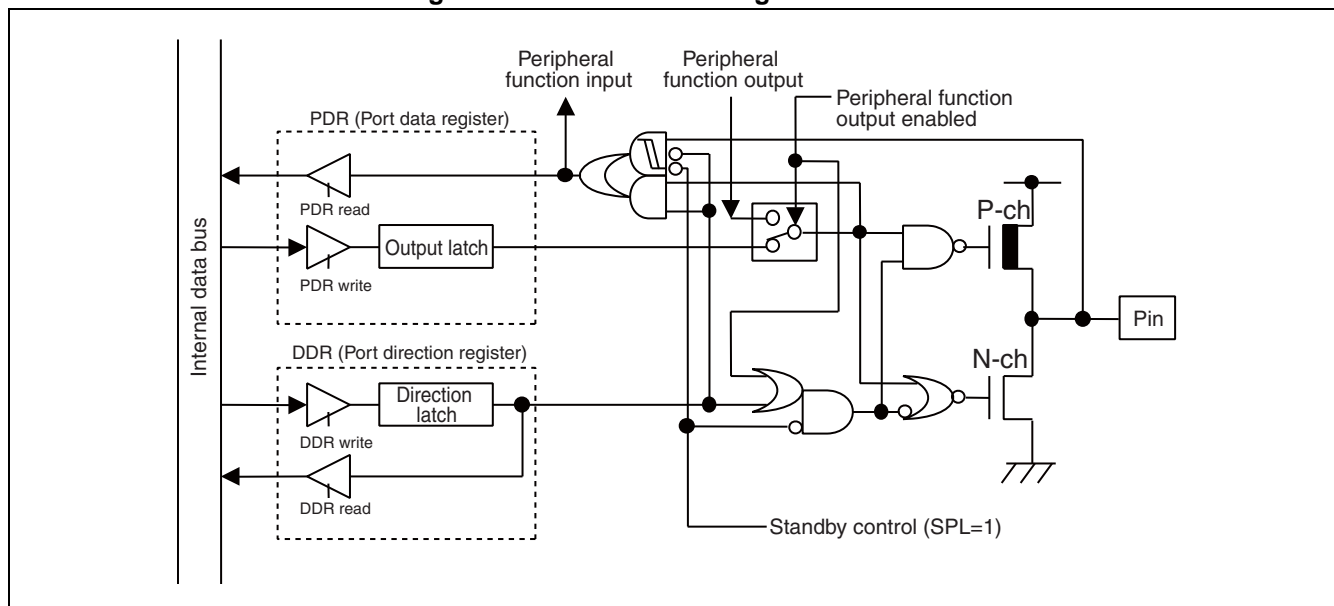 Peripheral
function input
Peripheral
function output
Peripheral function
output enabled
PDR (Port data register)
PDR read
Output latch
PDR write
Internal data bus
P-ch
Pin
N-ch
DDR (Port direction register)
Direction
latch
DDR write
DDR read
Standby control (SPL=1)